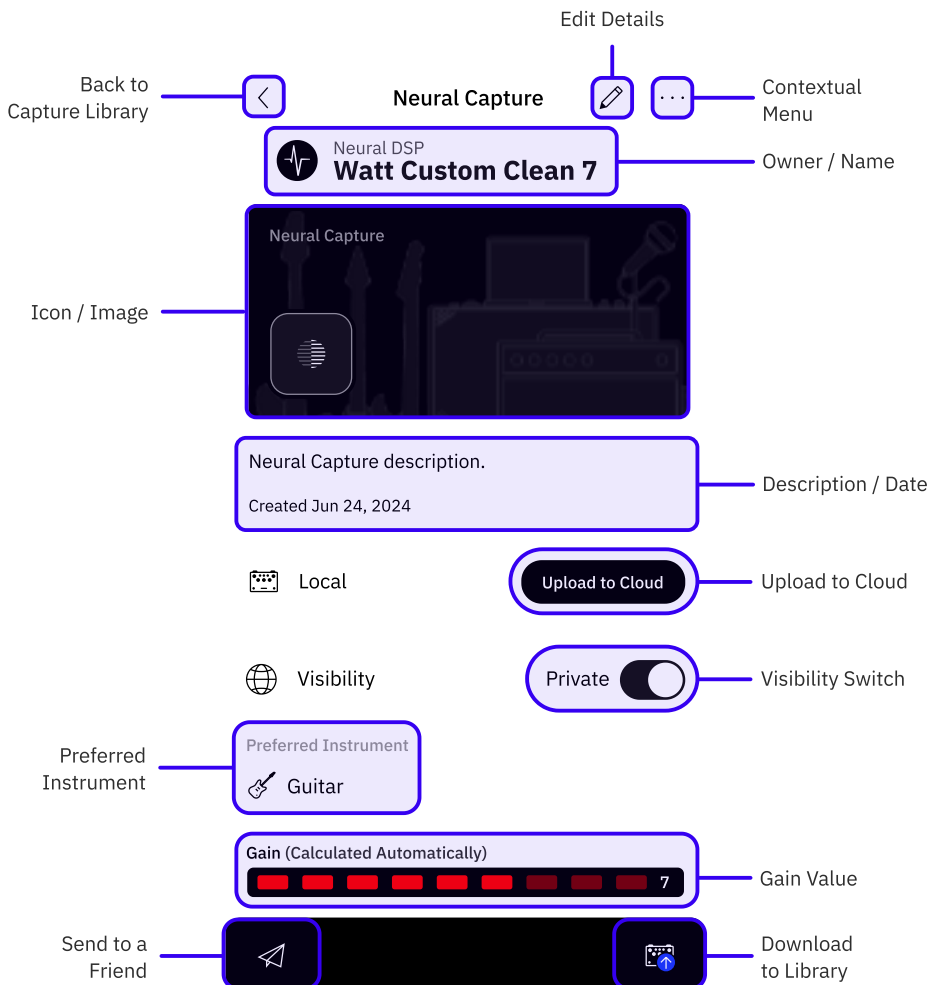 Edit Details
Back to
Capture Library
Neural Capture
Contextual
Menu
Neural DSP
Watt Custom Clean 7
Owner / Name
Neural Capture
Icon / Image
Neural Capture description.
Created Jun 24, 2024
Description / Date
Local
Upload to Cloud
Upload to Cloud
Visibility
Private
Visibility Switch
Preferred
Instrument
Preferred Instrument
Guitar
Gain (Calculated Automatically)
7
Gain Value
Send to a
Friend
Download
to Library